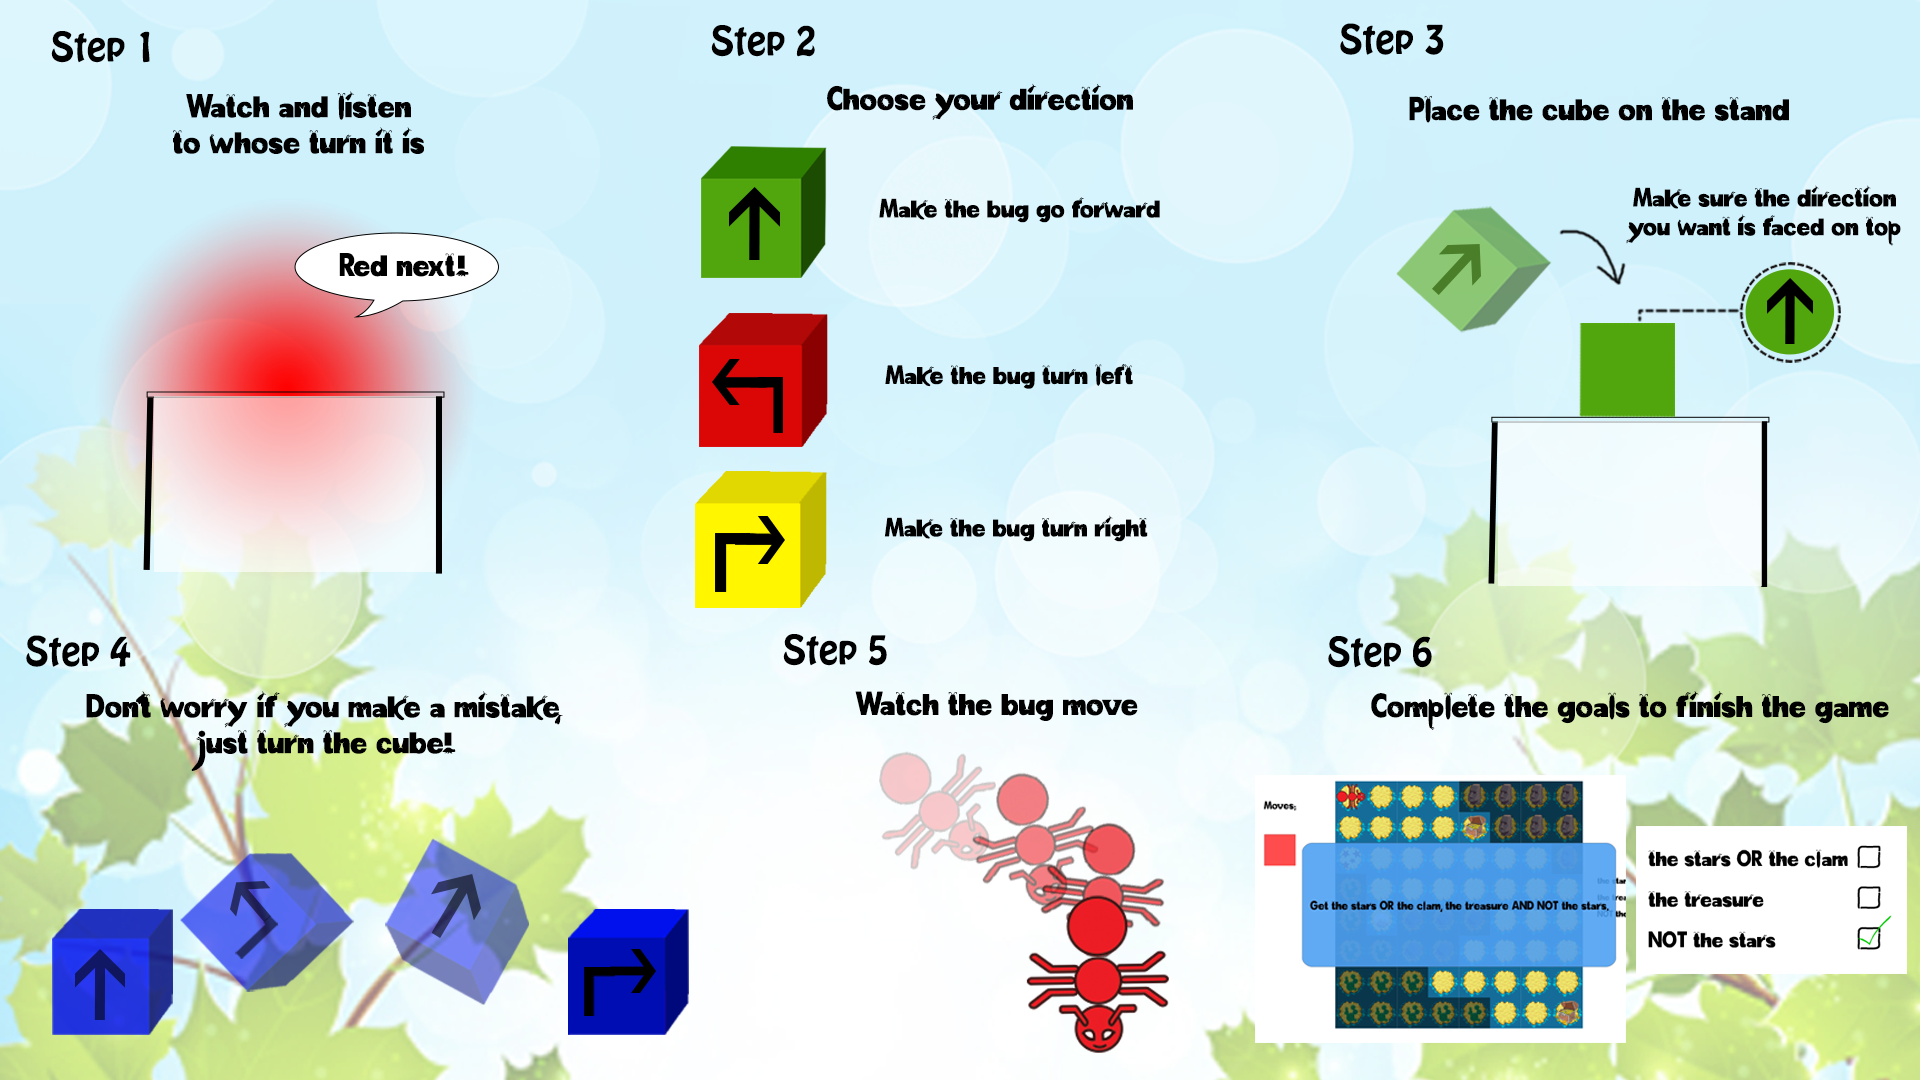 Step 1
Watch and listen
to whose turn it is
Red next!
Step 2
Choose your direction
Make the bug go forward
Make the bug turn left
Make the bug turn right
Step 3
Place the cube on the stand
Make sure the direction
you want is faced on top
Step 4
Don't worry if you make a mistake,
just turn the cube!
Step 5
Watch the bug move
Step 6
Complete the goals to finish the game
Moves:
Get the stars OR the clam, the treasure AND NOT the stars,
the stars OR the clam
the treasure
NOT the stars